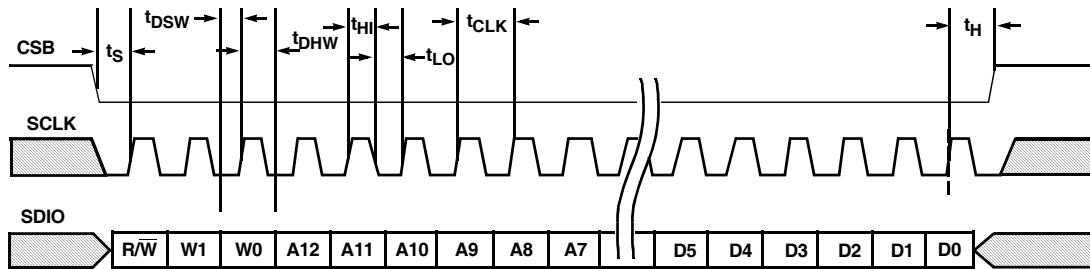 tDSW
tHI
tCLK
tH
CSB
tS
tDHW
tLO
SCLK
SDIO
R/W̅ W1 W0 A12 A11 A10 A9 A8 A7 D5 D4 D3 D2 D1 D0